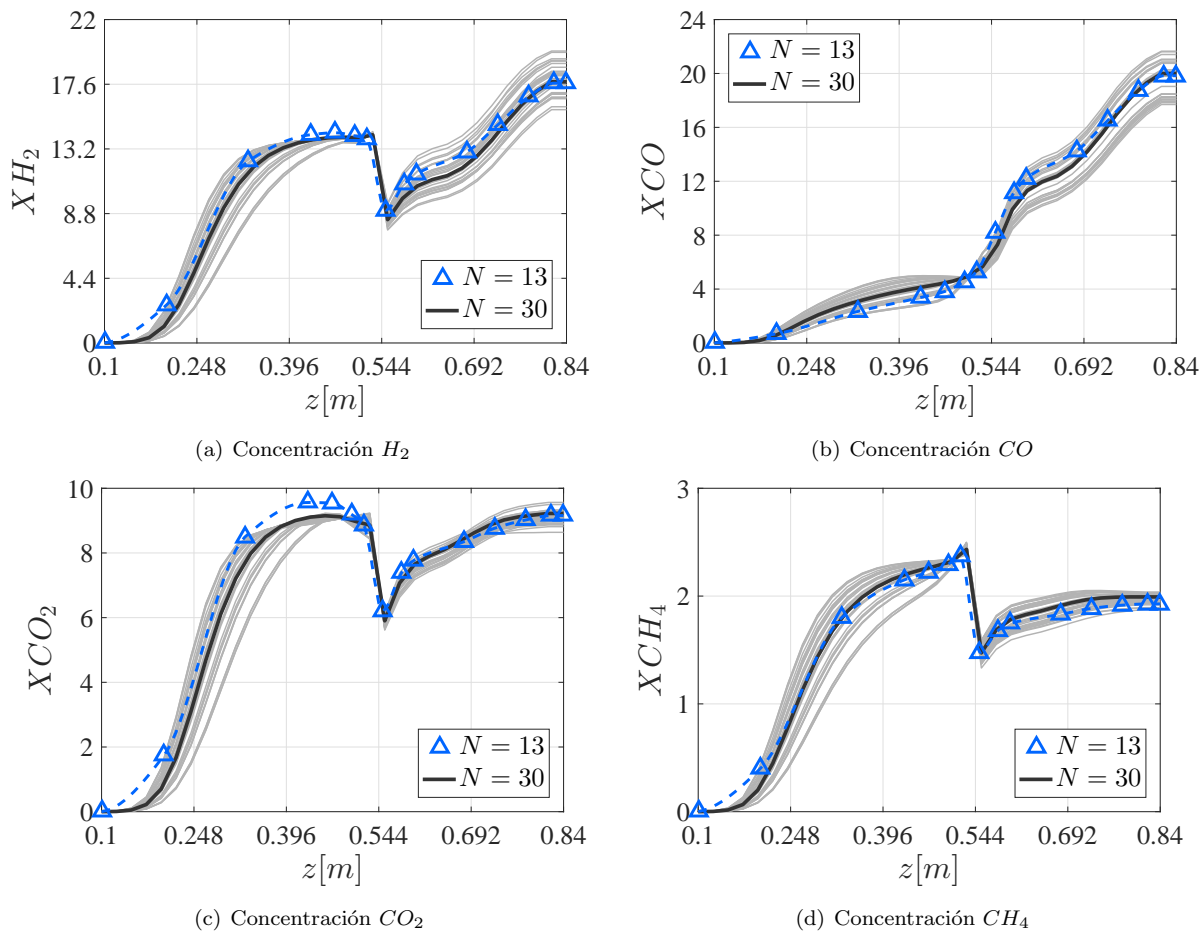 22
17.6
13.2
8.8
4.4
0
XH₂
N = 13
N = 30
0.1 0.248 0.396 0.544 0.692 0.84
z[m]
(a) Concentración H₂
24
20
16
12
8
4
0
XCO
N = 13
N = 30
0.1 0.248 0.396 0.544 0.692 0.84
z[m]
(b) Concentración CO
10
8
6
4
2
0
XCO₂
N = 13
N = 30
0.1 0.248 0.396 0.544 0.692 0.84
z[m]
(c) Concentración CO₂
3
2
1
0
XCH₄
N = 13
N = 30
0.1 0.248 0.396 0.544 0.692 0.84
z[m]
(d) Concentración CH₄